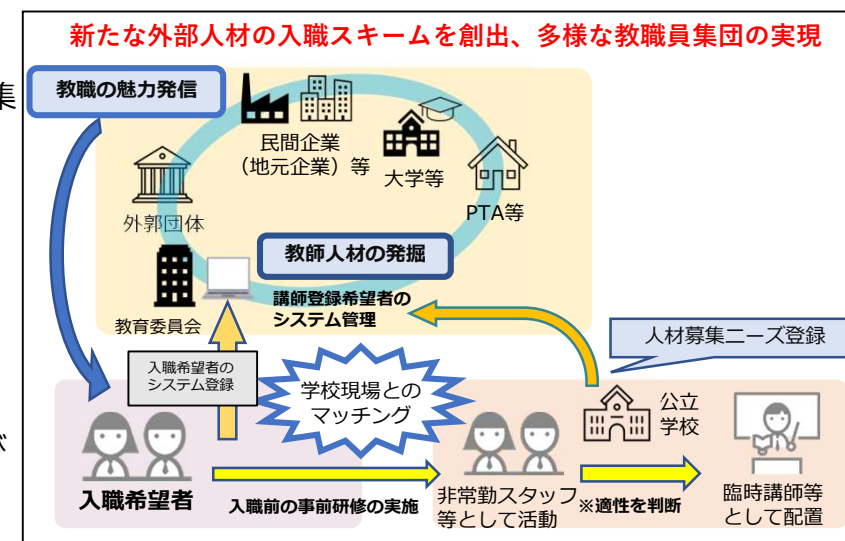 新たな外部人材の入職スキームを創出、多様な教職員集団の実現
集
教職の魅力発信
民間企業
（地元企業）等
大学等
PTA等
外郭団体
教師人材の発掘
講師登録希望者の
システム管理
教育委員会
人材募集ニーズ登録
入職希望者の
システム登録
学校現場との
マッチング
公立
学校
入職希望者
入職前の事前研修の実施
非常勤スタッフ
等として活動
※適性を判断
臨時講師等
として配置